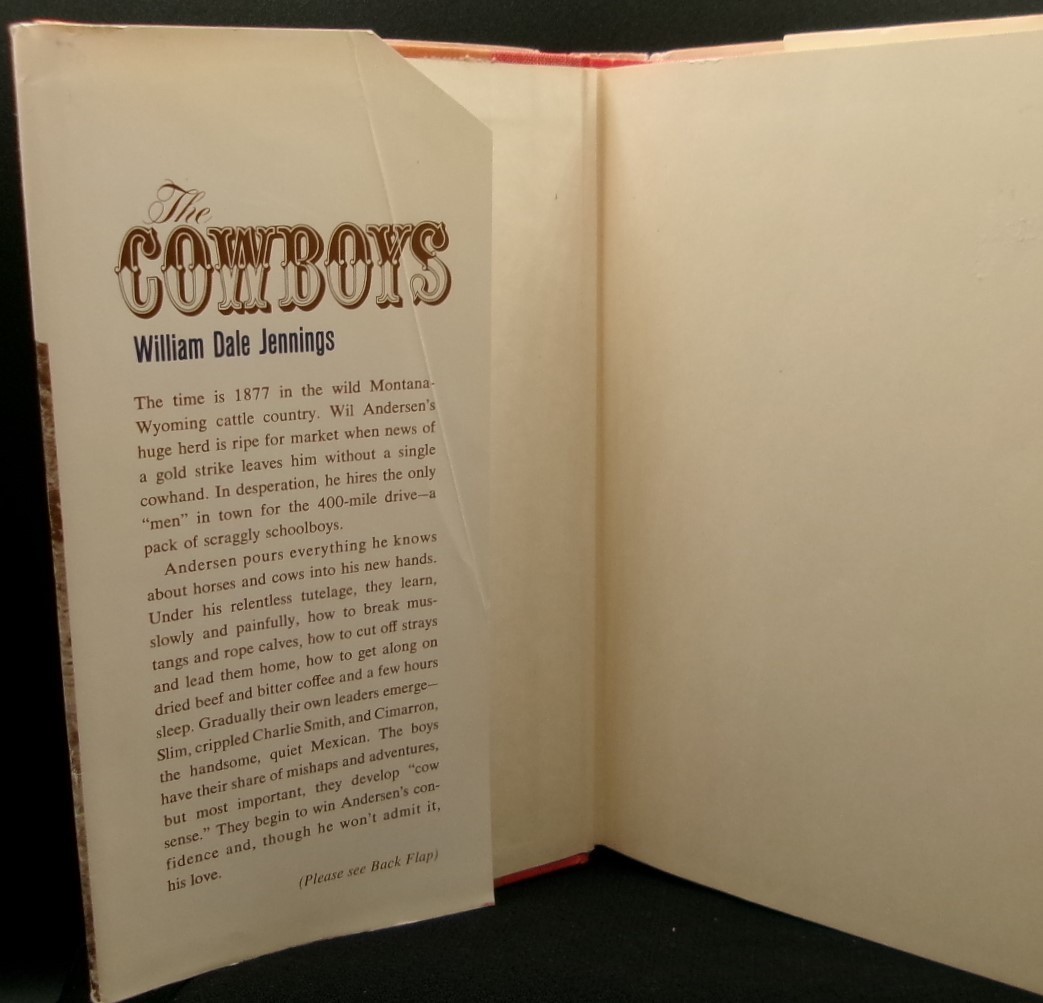 The
COWBOYS
William Dale Jennings
The time is 1877 in the wild Montana-
Wyoming cattle country. Wil Andersen's
huge herd is ripe for market when news of
a gold strike leaves him without a single
cowhand. In desperation, he hires the only
“men” in town for the 400-mile drive—a
pack of scraggly schoolboys.
Andersen pours everything he knows
about horses and cows into his new hands.
Under his relentless tutelage, they learn,
slowly and painfully, how to break mus-
tangs and rope calves, how to cut off strays
and lead them home, how to get along on
dried beef and bitter coffee and a few hours
sleep. Gradually their own leaders emerge—
Slim, crippled Charlie Smith, and Cimarron,
the handsome, quiet Mexican. The boys
have their share of mishaps and adventures,
but most important, they develop “cow
sense.” They begin to win Andersen's con-
fidence and, though he won't admit it,
his love.
(Please see Back Flap)